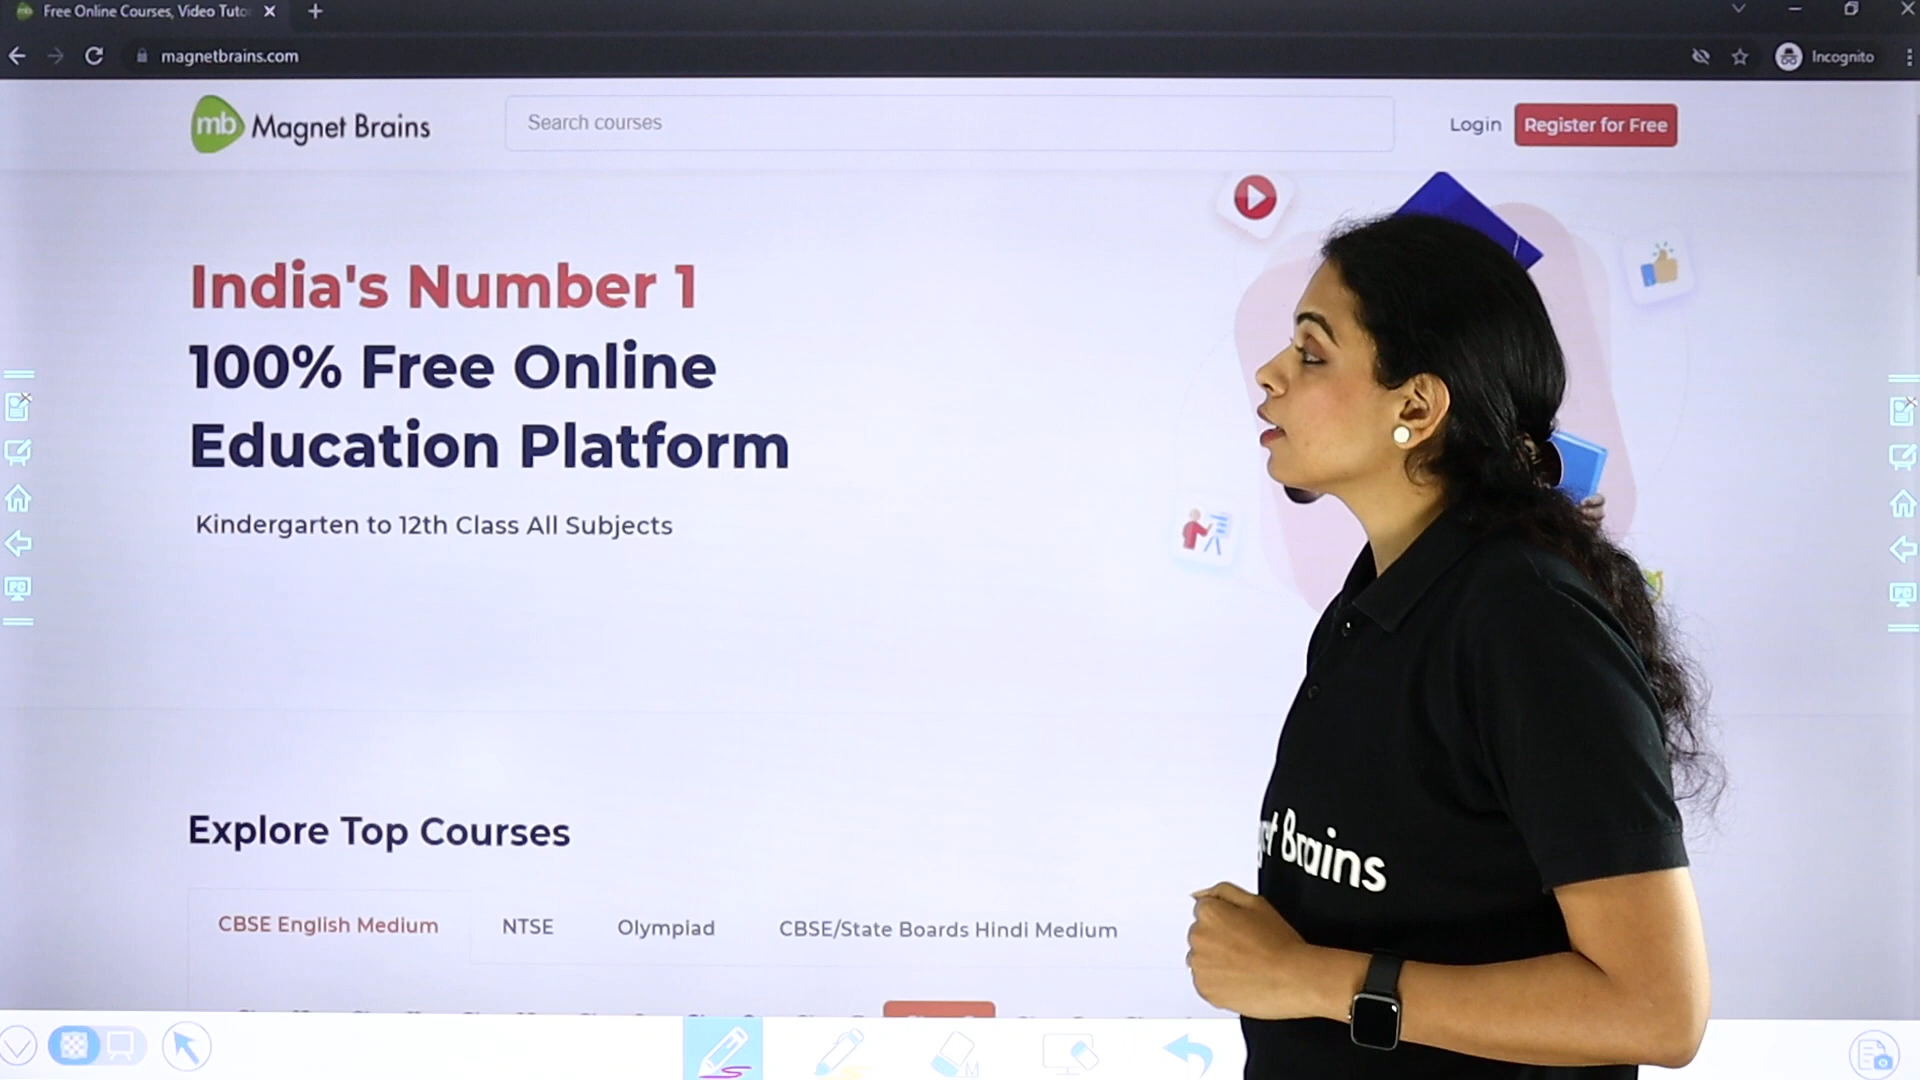 Free Online Courses, Video Tuto
magnetbrains.com
Incognito
mb Magnet Brains
Search courses
Login
Register for Free
India's Number 1
100% Free Online
Education Platform
Kindergarten to 12th Class All Subjects
Explore Top Courses
CBSE English Medium
NTSE
Olympiad
CBSE/State Boards Hindi Medium
Brains
PC
PC
M